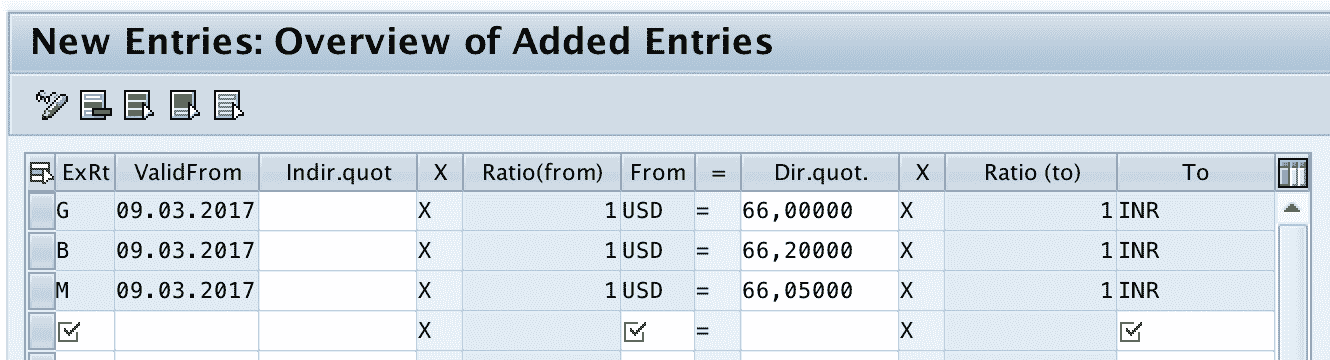 New Entries: Overview of Added Entries
ExRt ValidFrom Indir.quot X Ratio(from) From = Dir.quot. X Ratio (to) To
G 09.03.2017 X 1 USD = 66,00000 X 1 INR
B 09.03.2017 X 1 USD = 66,20000 X 1 INR
M 09.03.2017 X 1 USD = 66,05000 X 1 INR
X = X